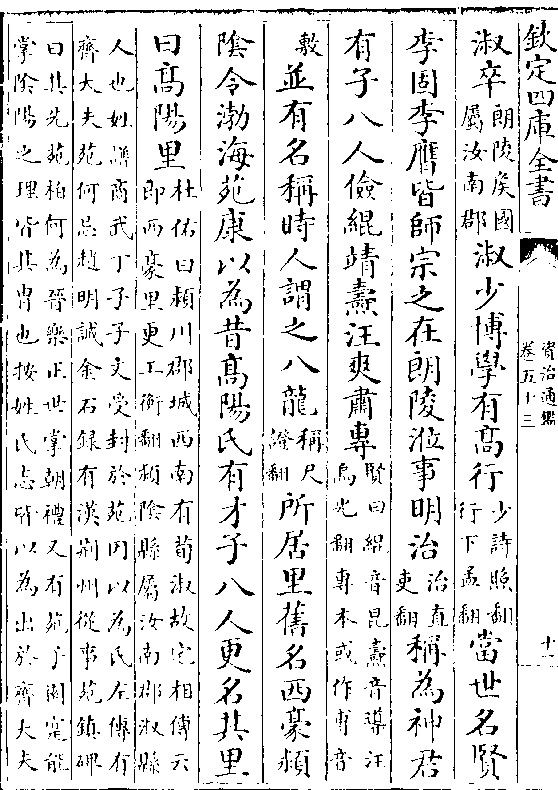 欽定四庫全書
資治通鑑
卷五十三
十一
淑卒朗陵侯國屬汝南郡淑少博學有髙行少詩照翻行下孟翻當世名賢
李固李膺皆師宗之在朗陵涖事明治治直吏翻稱為神君
有子八人儉緄靖燾汪爽肅專賢曰緄音昆燾音導汪烏光翻專本或作旉音
敷並有名稱時人謂之八龍稱尺證翻所居里舊名西豪潁
陰令渤海苑康以為昔髙陽氏有才子八人更名其里
曰髙陽里杜佑曰潁川郡城西南有荀淑故宅相傳云即西豪里更工衡翻潁陰縣屬汝南郡淑縣
人也姓譜商武丁子子文受封於苑因以為氏左傳有齊大夫苑何忌趙明誠金石録有漢荆州從事苑鎮碑
曰其先苑柏何為晉樂正世掌朝禮又有苑子園寔能掌陰陽之理皆其胄也按姓氏志所以為出於齊大夫